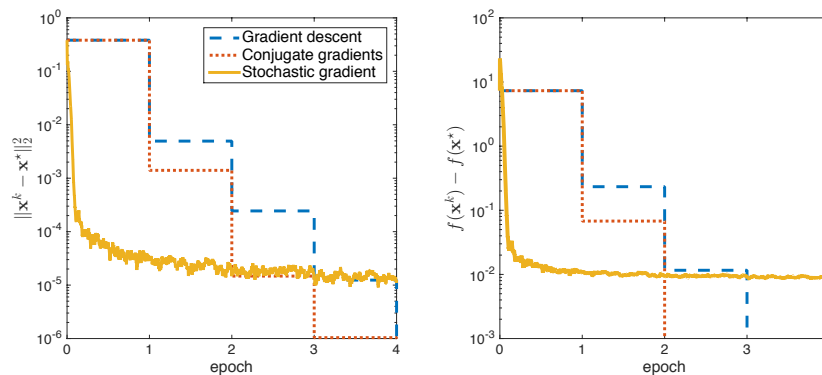 10^0
10^-1
10^-2
10^-3
10^-4
10^-5
10^-6
||x^k − x^⋆||_2^2
0 1 2 3 4
epoch
Gradient descent
Conjugate gradients
Stochastic gradient
10^2
10^1
10^0
10^-1
10^-2
10^-3
f(x^k) − f(x^⋆)
0 1 2 3
epoch